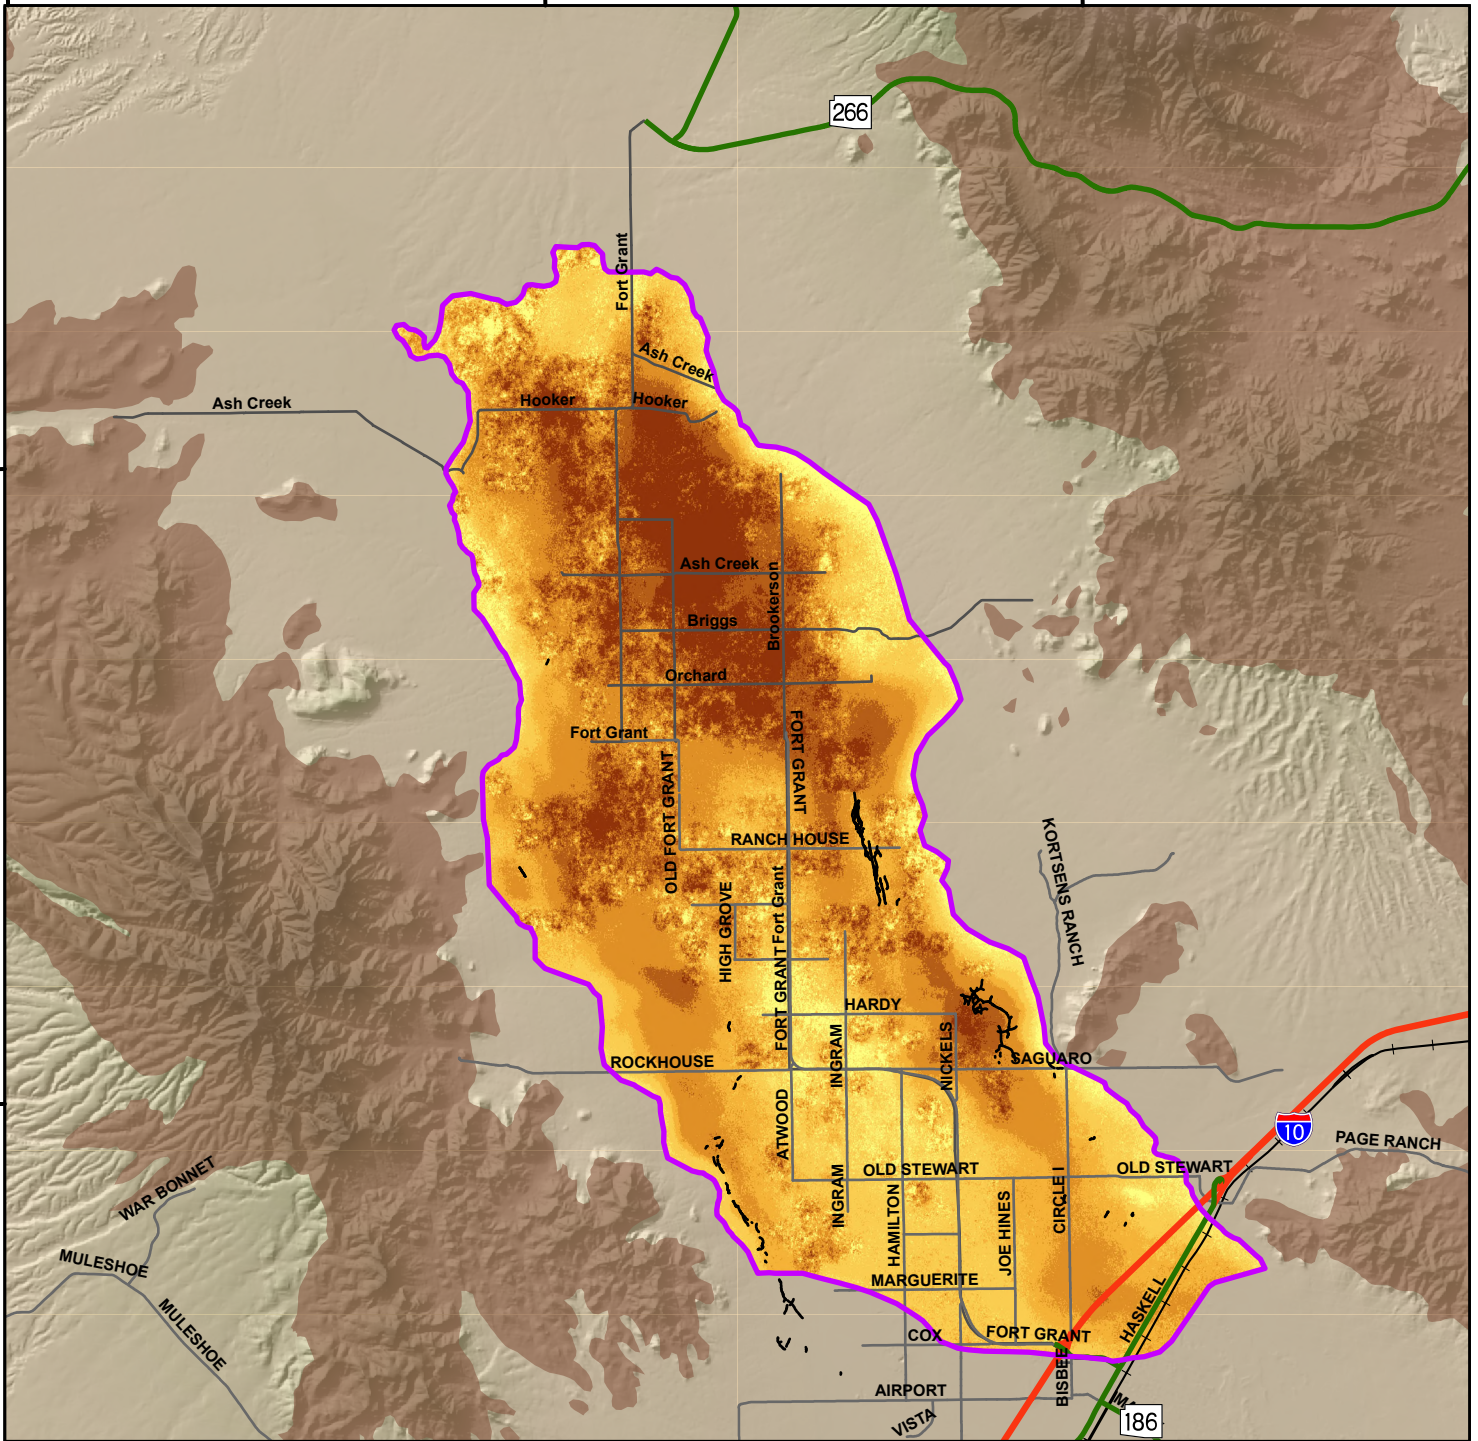 266
Fort Grant
Ash Creek
Ash Creek
Hooker
Hooker
Ash Creek
Brookerson
Briggs
Orchard
Fort Grant
FORT GRANT
OLD FORT GRANT
RANCH HOUSE
KORTSENS RANCH
Fort Grant
HIGH GROVE
FORT GRANT
HARDY
INGRAM
NICKELS
ROCKHOUSE
SAGUARO
ATWOOD
10
PAGE RANCH
OLD STEWART
OLD STEWART
WAR BONNET
INGRAM
HAMILTON
JOE HINES
CIRCLE I
MULESHOE
MARGUERITE
HASKELL
MULESHOE
COX
FORT GRANT
BISBEE
AIRPORT
VISTA
186